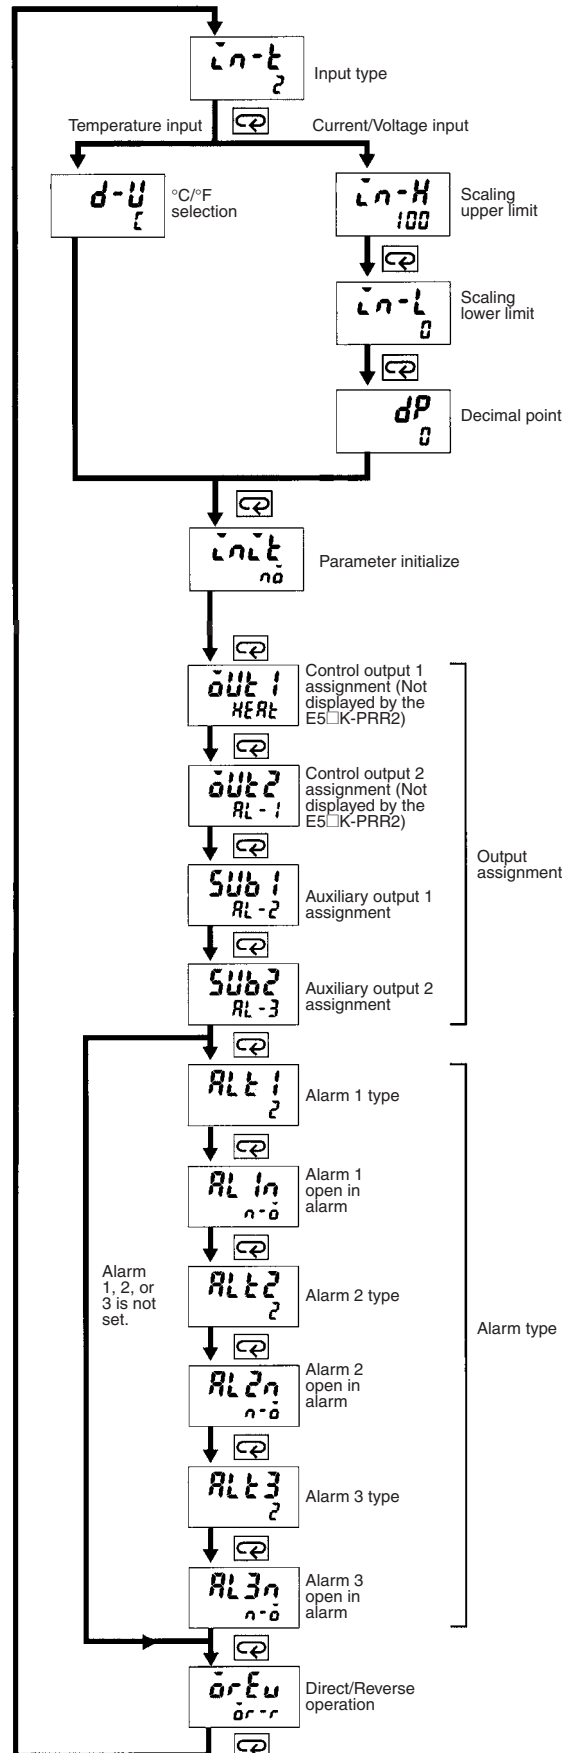 in-t
2
Input type
Temperature input
Current/Voltage input
d-U
C
°C/°F
selection
in-H
100
Scaling
upper limit
in-L
0
Scaling
lower limit
dP
0
Decimal point
init
no
Parameter initialize
oUt1
HEAt
Control output 1
assignment (Not
displayed by the
E5□K-PRR2)
oUt2
AL-1
Control output 2
assignment (Not
displayed by the
E5□K-PRR2)
SUb1
AL-2
Auxiliary output 1
assignment
SUb2
AL-3
Auxiliary output 2
assignment
Output
assignment
ALt1
2
Alarm 1 type
AL1n
n-o
Alarm 1
open in
alarm
ALt2
2
Alarm 2 type
Alarm
1, 2, or
3 is not
set.
AL2n
n-o
Alarm 2
open in
alarm
Alarm type
ALt3
2
Alarm 3 type
AL3n
n-o
Alarm 3
open in
alarm
orEv
or-r
Direct/Reverse
operation